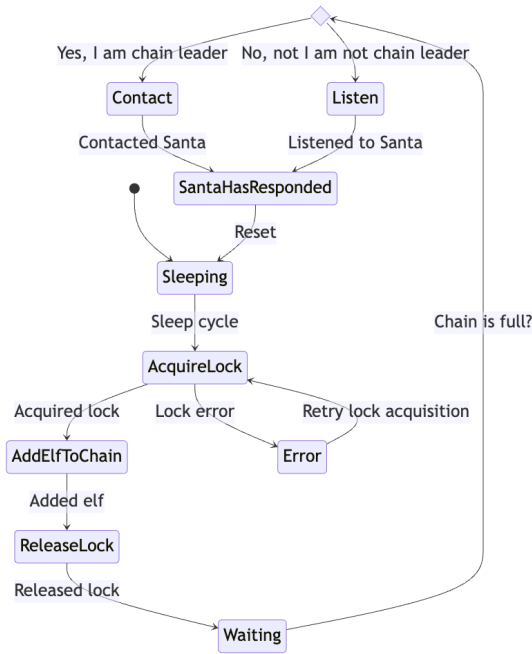 Yes, I am chain leader
No, not I am not chain leader
Contact
Listen
Contacted Santa
Listened to Santa
SantaHasResponded
Reset
Sleeping
Sleep cycle
Chain is full?
AcquireLock
Acquired lock
Lock error
Retry lock acquisition
AddElfToChain
Error
Added elf
ReleaseLock
Released lock
Waiting